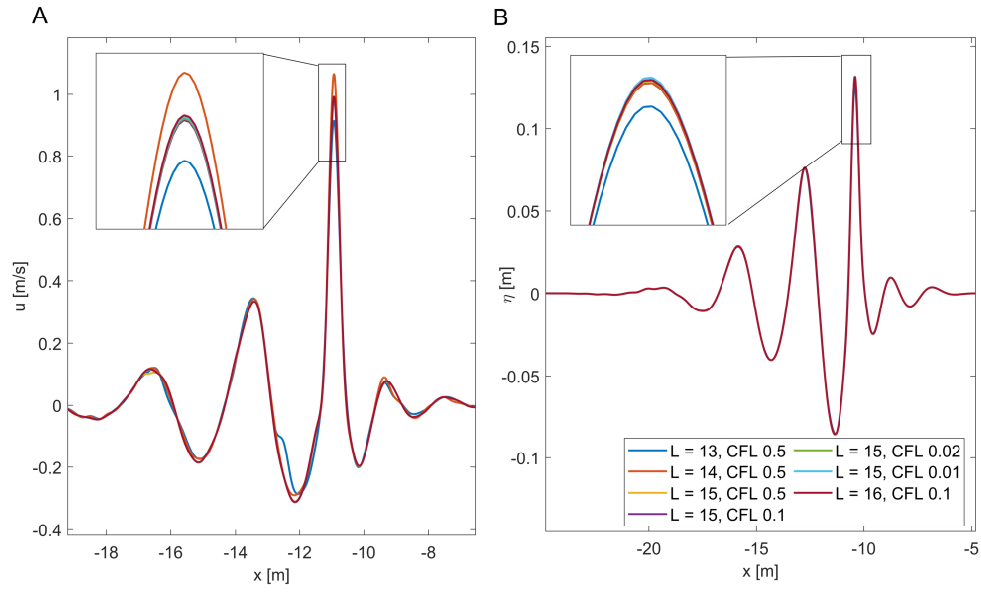 A
1
0.8
0.6
0.4
0.2
0
-0.2
-0.4
u [m/s]
-18
-16
-14
-12
-10
-8
x [m]
B
0.15
0.1
0.05
0
-0.05
-0.1
η [m]
-20
-15
-10
-5
x [m]
L = 13, CFL 0.5
L = 14, CFL 0.5
L = 15, CFL 0.5
L = 15, CFL 0.1
L = 15, CFL 0.02
L = 15, CFL 0.01
L = 16, CFL 0.1